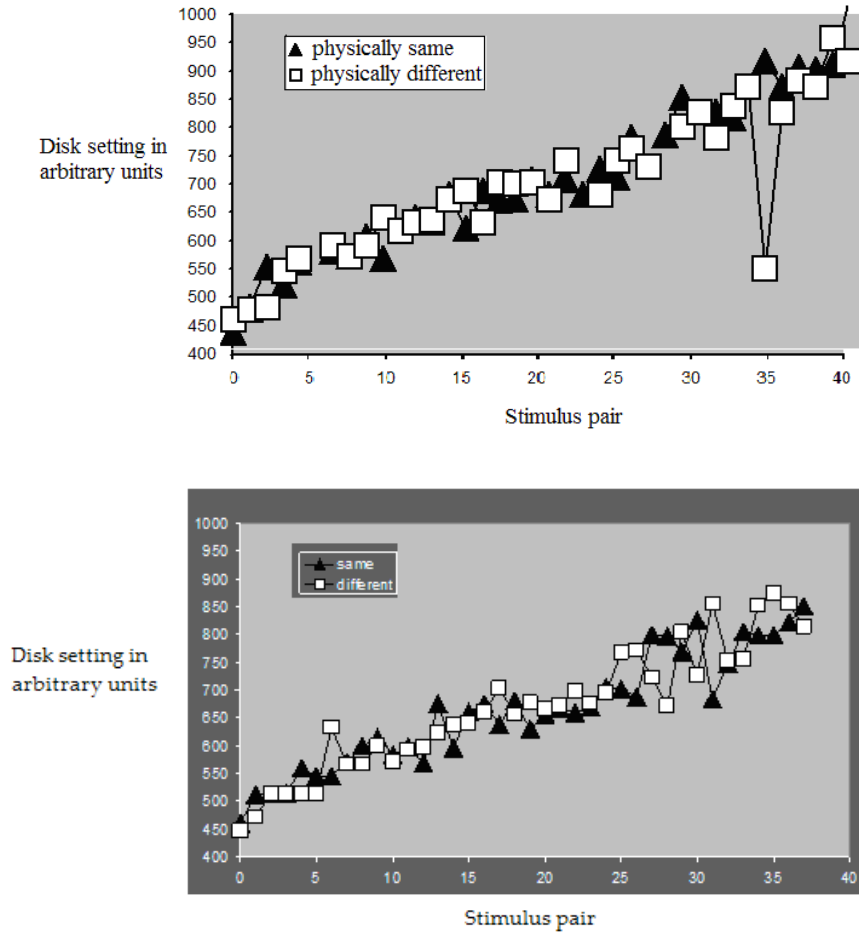 1000
950
900
850
800
750
700
650
600
550
500
450
400
physically same
physically different
Disk setting in
arbitrary units
0 5 10 15 20 25 30 35 40
Stimulus pair
1000
950
900
850
800
750
700
650
600
550
500
450
400
same
different
Disk setting in
arbitrary units
0 5 10 15 20 25 30 35 40
Stimulus pair